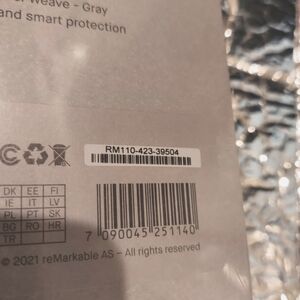 weave – Gray
and smart protection
RM110-423-39504
DK EE FI
IE IT LV
PL PT SK
BG RO HR
TR
7 090045 251140
© 2021 reMarkable AS – All rights reserved